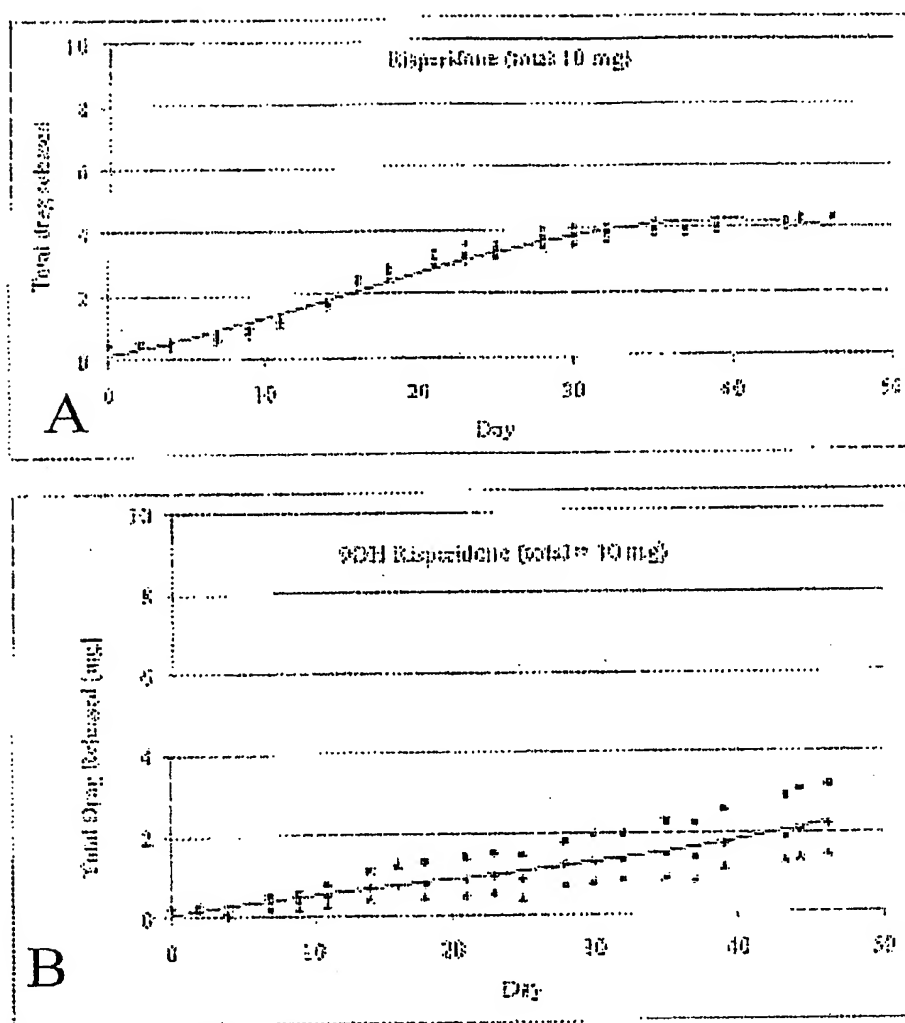 10
Risperidone (total 10 mg)
8
6
4
2
0
Total drug released
0 10 20 30 40 50
A
Day
10
9OH Risperidone (total = 10 mg)
8
6
4
2
0
Total Drug Released (mg)
0 10 20 30 40 50
B
Day